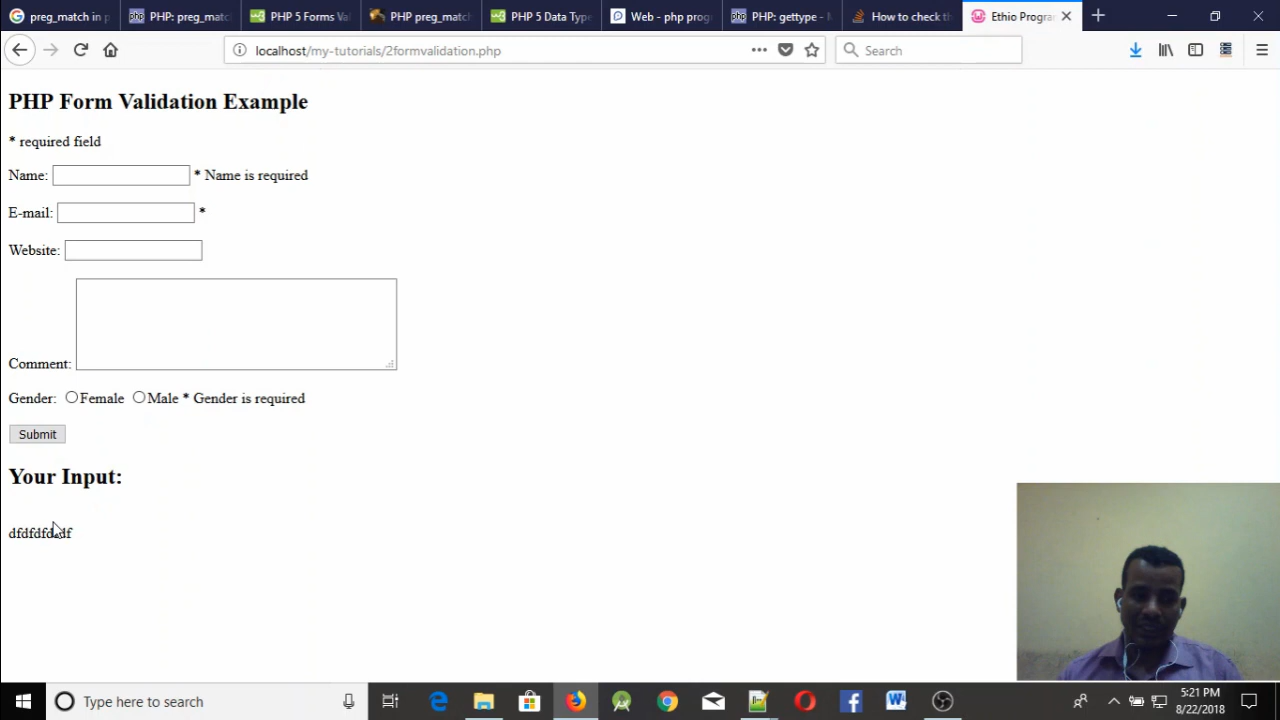 preg_match in p
PHP: preg_matc
PHP 5 Forms Va
PHP preg_matc
PHP 5 Data Type
Web - php prog
PHP: gettype - M
How to check th
Ethio Progra
localhost/my-tutorials/2formvalidation.php
Search
PHP Form Validation Example
* required field
Name: * Name is required
E-mail: *
Website:
Comment:
Gender: Female Male * Gender is required
Submit
Your Input:
Type here to search
5:21 PM
8/22/2018